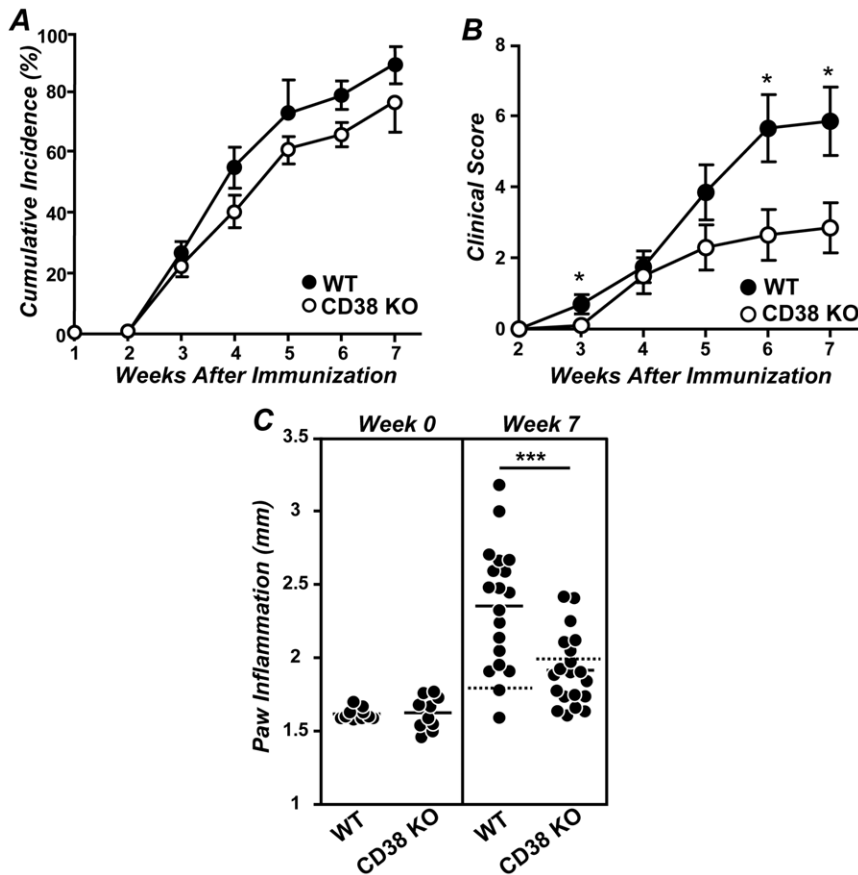 A
Cumulative Incidence (%)
100
80
60
40
20
0
1 2 3 4 5 6 7
Weeks After Immunization
WT
CD38 KO
B
Clinical Score
8
6
4
2
0
2 3 4 5 6 7
Weeks After Immunization
WT
CD38 KO
*
*
*
C
Week 0
Week 7
Paw Inflammation (mm)
3.5
3
2.5
2
1.5
1
***
WT
CD38 KO
WT
CD38 KO